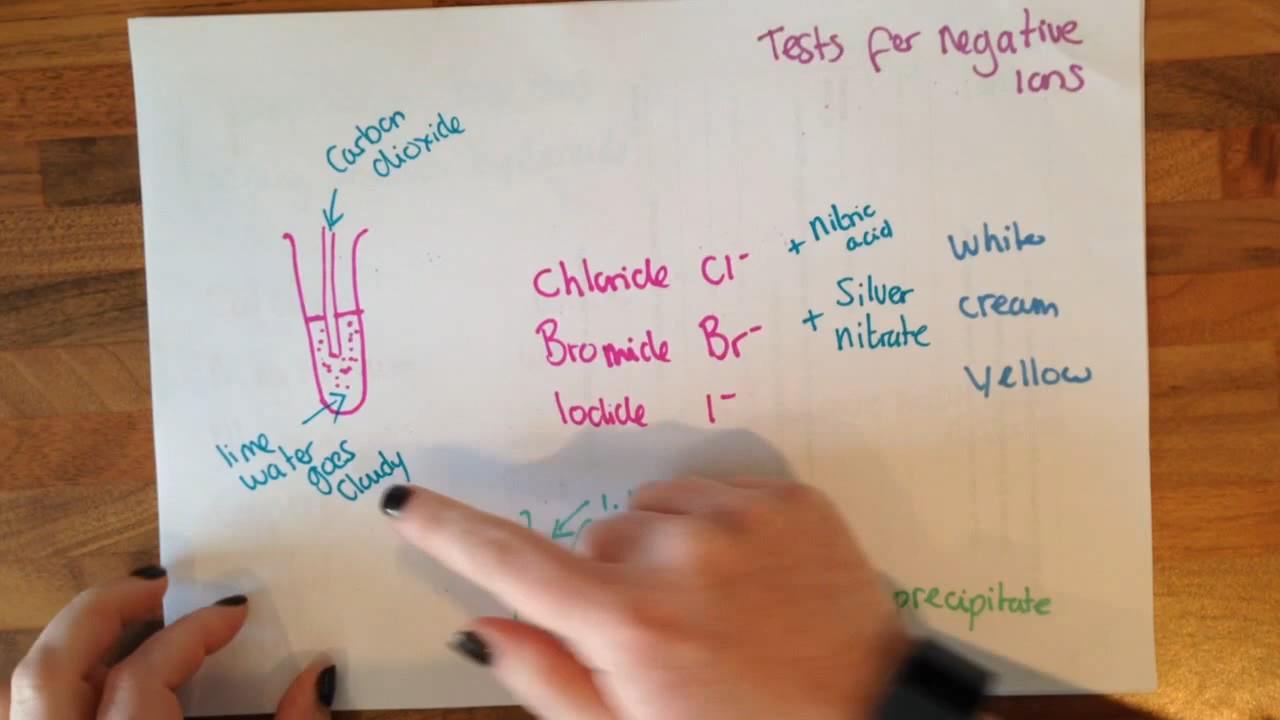 Tests for negative
Ions
Carbon
dioxide
lime
water
goes
cloudy
Chloride Cl⁻
Bromide Br⁻
Iodide I⁻
+ nitric
acid
+ Silver
nitrate
white
cream
yellow
precipitate